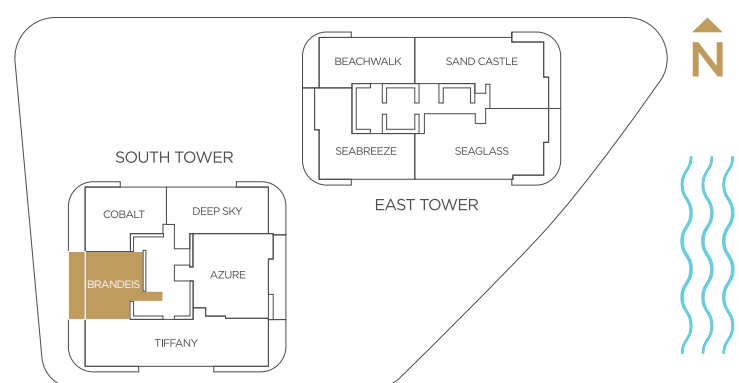 BEACHWALK
SAND CASTLE
N
SEABREEZE
SEAGLASS
SOUTH TOWER
EAST TOWER
COBALT
DEEP SKY
BRANDEIS
AZURE
TIFFANY